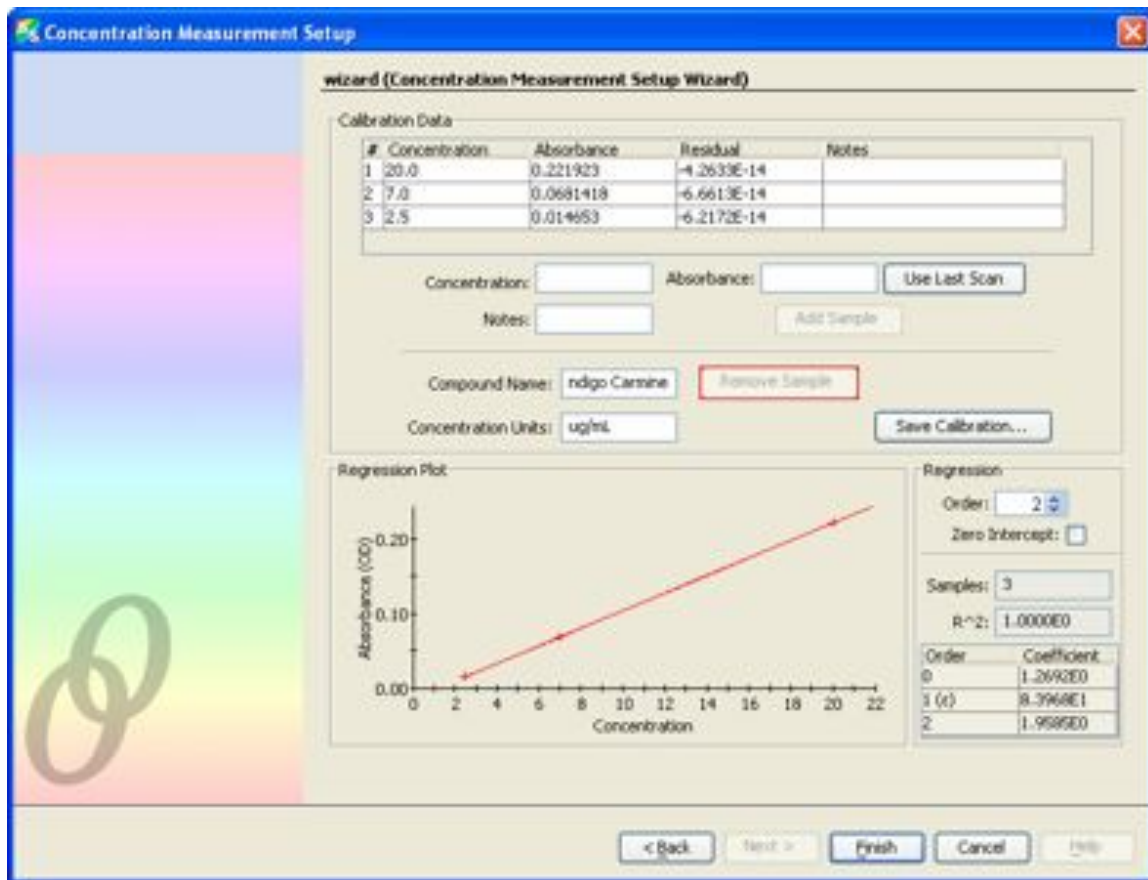 Concentration Measurement Setup
wizard (Concentration Measurement Setup Wizard)
Calibration Data
# Concentration Absorbance Residual Notes
1 20.0 0.221923 -4.2633E-14
2 7.0 0.0681418 -6.6613E-14
3 2.5 0.014653 -6.2172E-14
Concentration: Absorbance: Use Last Scan
Notes: Add Sample
Compound Name: ndigo Carmine Remove Sample
Concentration Units: ug/mL Save Calibration...
Regression Plot
Absorbance (OD)
0.20
0.10
0.00
0 2 4 6 8 10 12 14 16 18 20 22
Concentration
Regression
Order: 2
Zero Intercept:
Samples: 3
R^2: 1.0000E0
Order Coefficient
0 1.2692E0
1 (ε) 8.3968E1
2 1.9585E0
< Back Next > Finish Cancel Help